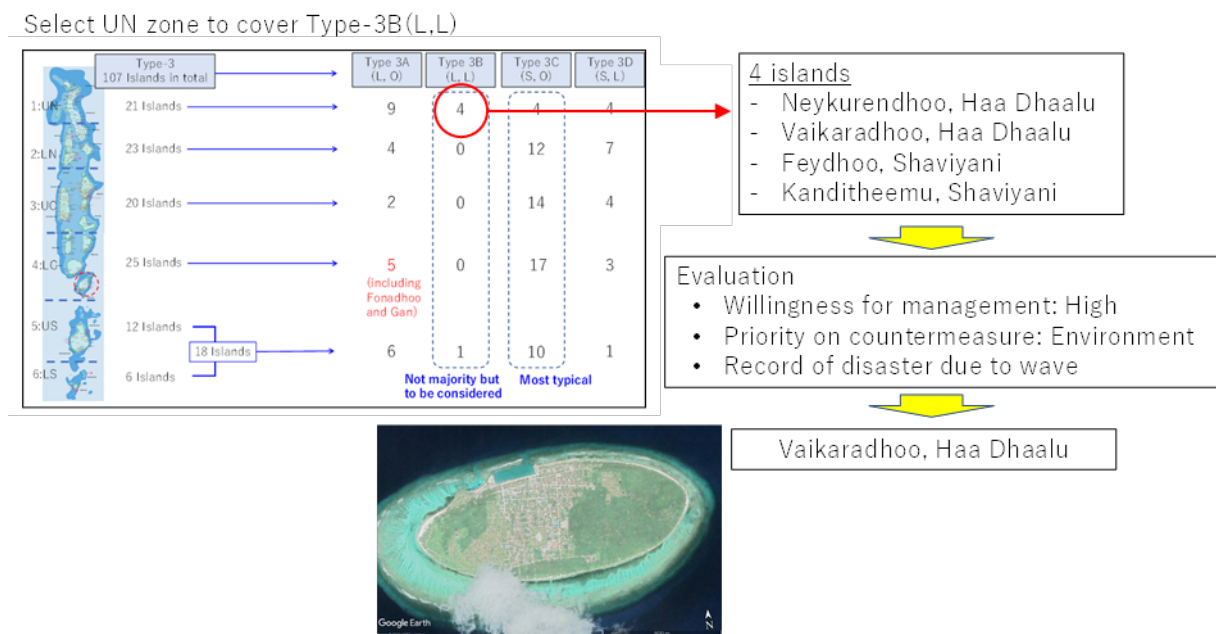 Select UN zone to cover Type-3B(L,L)
Type-3
107 Islands in total
Type 3A
(L, O)
Type 3B
(L, L)
Type 3C
(S, O)
Type 3D
(S, L)
1:UN
21 Islands
9
4
4
4
2:LN
23 Islands
4
0
12
7
3:UC
20 Islands
2
0
14
4
4:LC
25 Islands
5
(including
Fonadhoo
and Gan)
0
17
3
5:US
12 Islands
18 Islands
6
1
10
1
6:LS
6 Islands
Not majority but
to be considered
Most typical
4 islands
- Neykurendhoo, Haa Dhaalu
- Vaikaradhoo, Haa Dhaalu
- Feydhoo, Shaviyani
- Kanditheemu, Shaviyani
Evaluation
• Willingness for management: High
• Priority on countermeasure: Environment
• Record of disaster due to wave
Vaikaradhoo, Haa Dhaalu
Google Earth
N